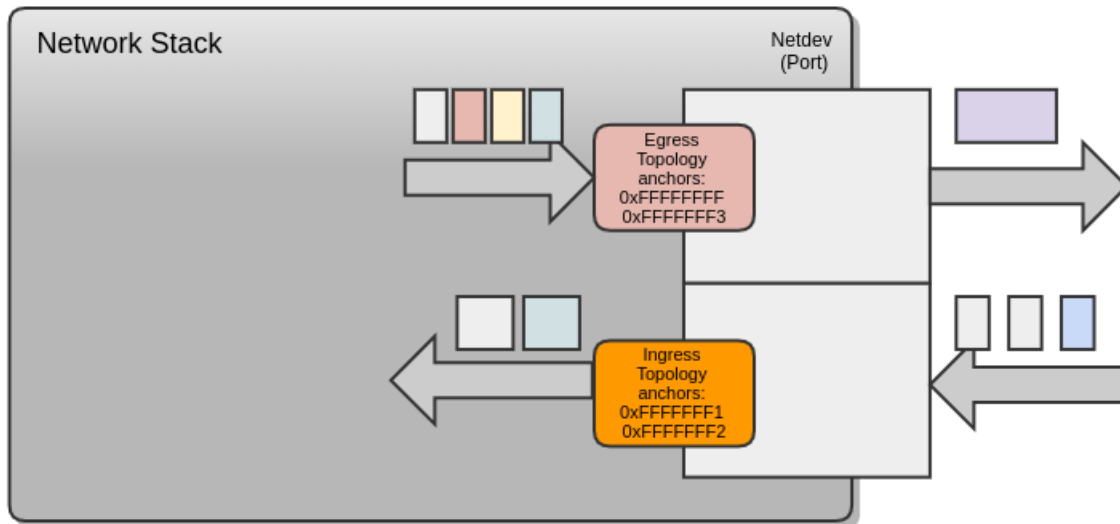 Network Stack
Netdev
(Port)
Egress
Topology
anchors:
0xFFFFFFFF
0xFFFFFFF3
Ingress
Topology
anchors:
0xFFFFFFF1
0xFFFFFFF2